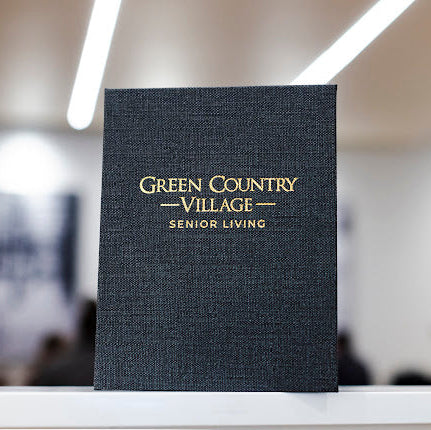 GREEN COUNTRY
—VILLAGE—
SENIOR LIVING